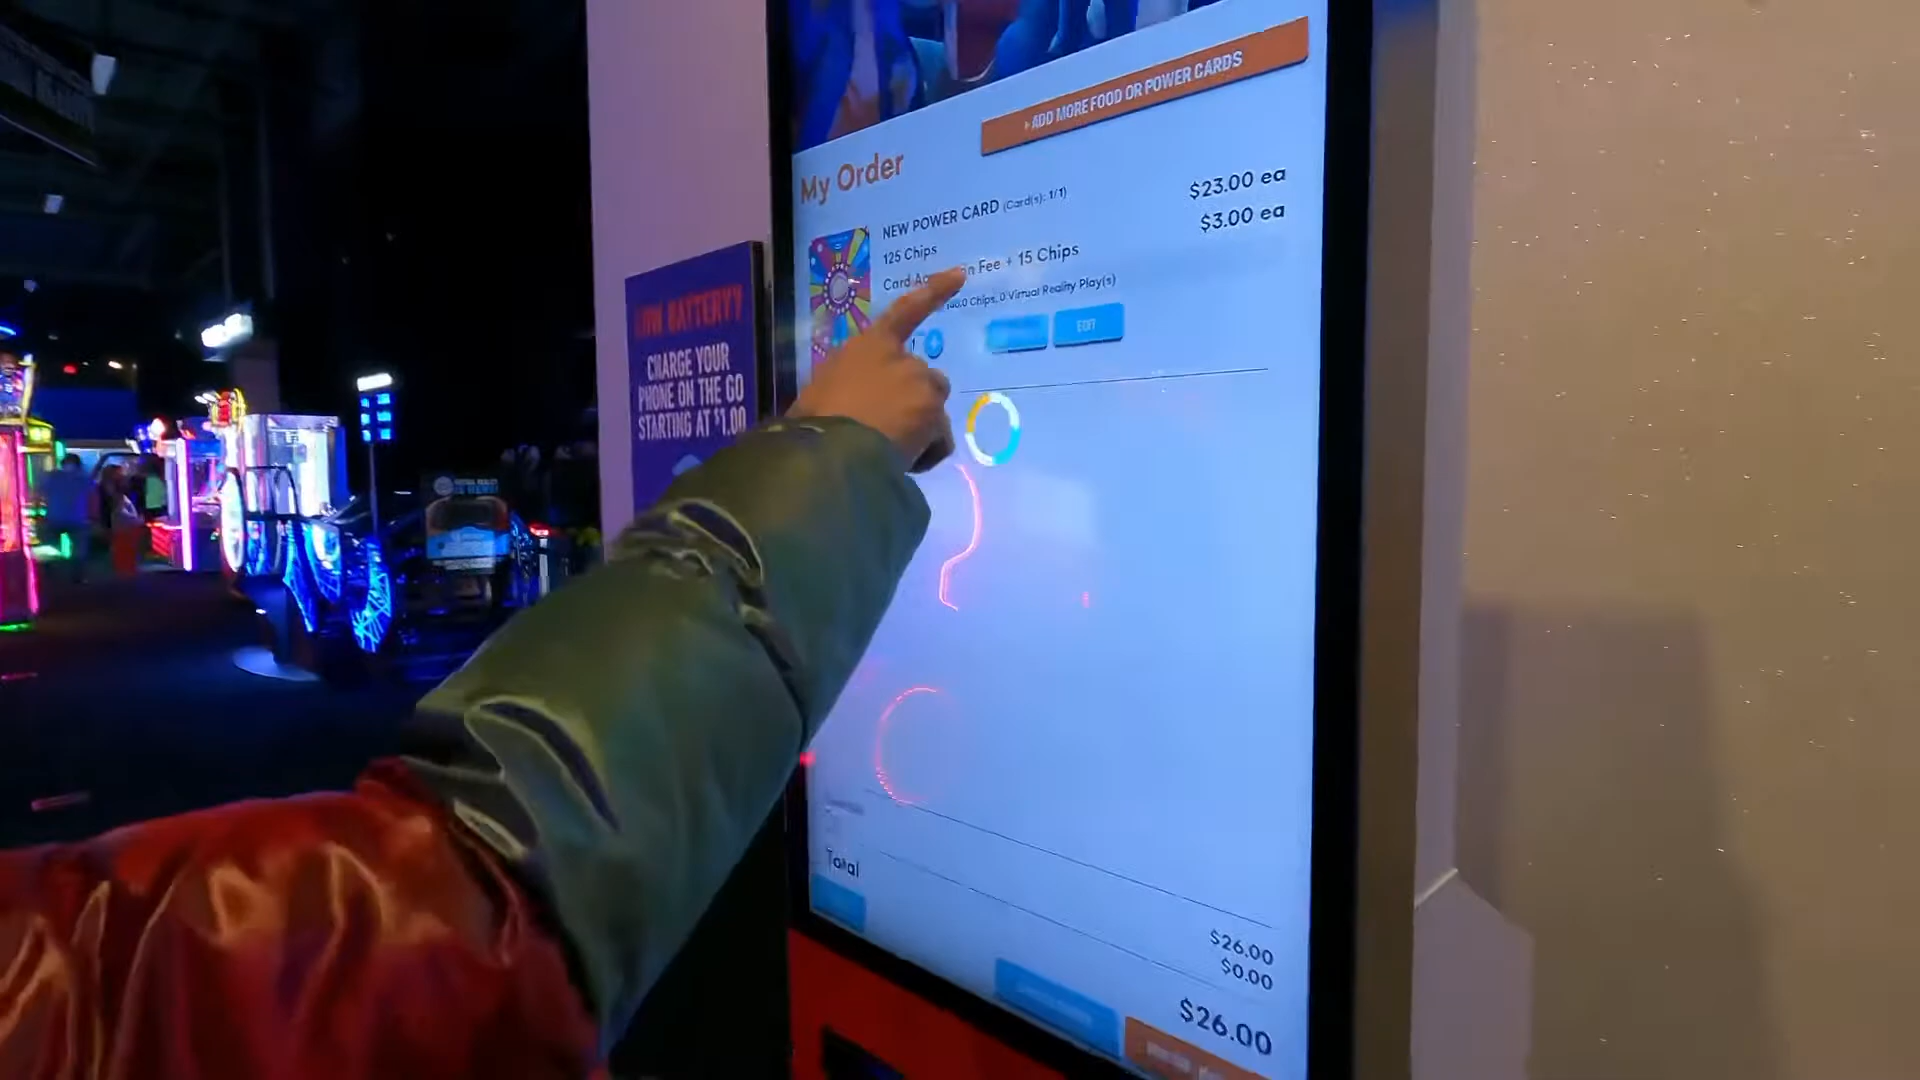 +ADD MORE FOOD OR POWER CARDS
My Order
NEW POWER CARD (Card(s): 1/1)
$23.00 ea
125 Chips
$3.00 ea
Card Fee + 15 Chips
140.0 Chips, 0 Virtual Reality Play(s)
EDIT
LOW BATTERY?
CHARGE YOUR
PHONE ON THE GO
STARTING AT $1.00
Total
$26.00
$0.00
$26.00